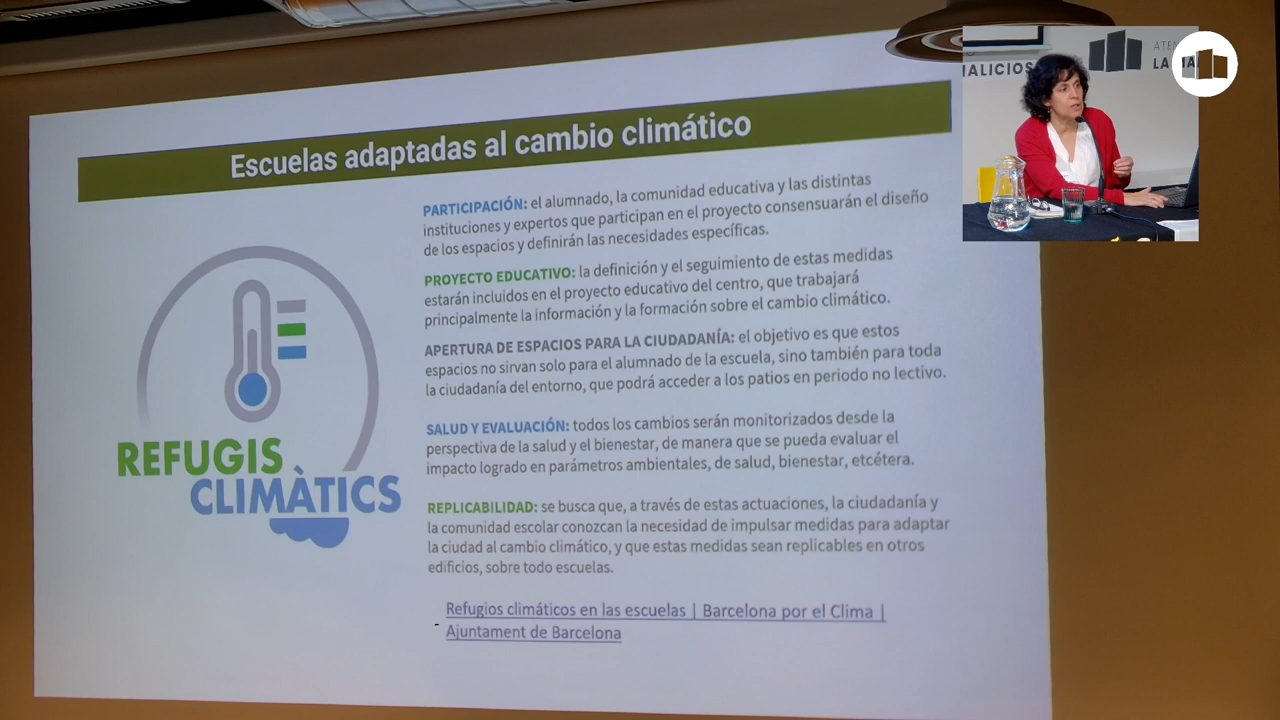 Escuelas adaptadas al cambio climático
PARTICIPACIÓN: el alumnado, la comunidad educativa y las distintas
instituciones y expertos que participan en el proyecto consensuarán el diseño
de los espacios y definirán las necesidades específicas.
PROYECTO EDUCATIVO: la definición y el seguimiento de estas medidas
estarán incluidos en el proyecto educativo del centro, que trabajará
principalmente la información y la formación sobre el cambio climático.
APERTURA DE ESPACIOS PARA LA CIUDADANÍA: el objetivo es que estos
espacios no sirvan solo para el alumnado de la escuela, sino también para toda
la ciudadanía del entorno, que podrá acceder a los patios en periodo no lectivo.
SALUD Y EVALUACIÓN: todos los cambios serán monitorizados desde la
perspectiva de la salud y el bienestar, de manera que se pueda evaluar el
impacto logrado en parámetros ambientales, de salud, bienestar, etcétera.
REPLICABILIDAD: se busca que, a través de estas actuaciones, la ciudadanía y
la comunidad escolar conozcan la necesidad de impulsar medidas para adaptar
la ciudad al cambio climático, y que estas medidas sean replicables en otros
edificios, sobre todo escuelas.
Refugios climáticos en las escuelas | Barcelona por el Clima |
Ajuntament de Barcelona
REFUGIS
CLIMÀTICS
MALICIOS
ATEN
LA MA